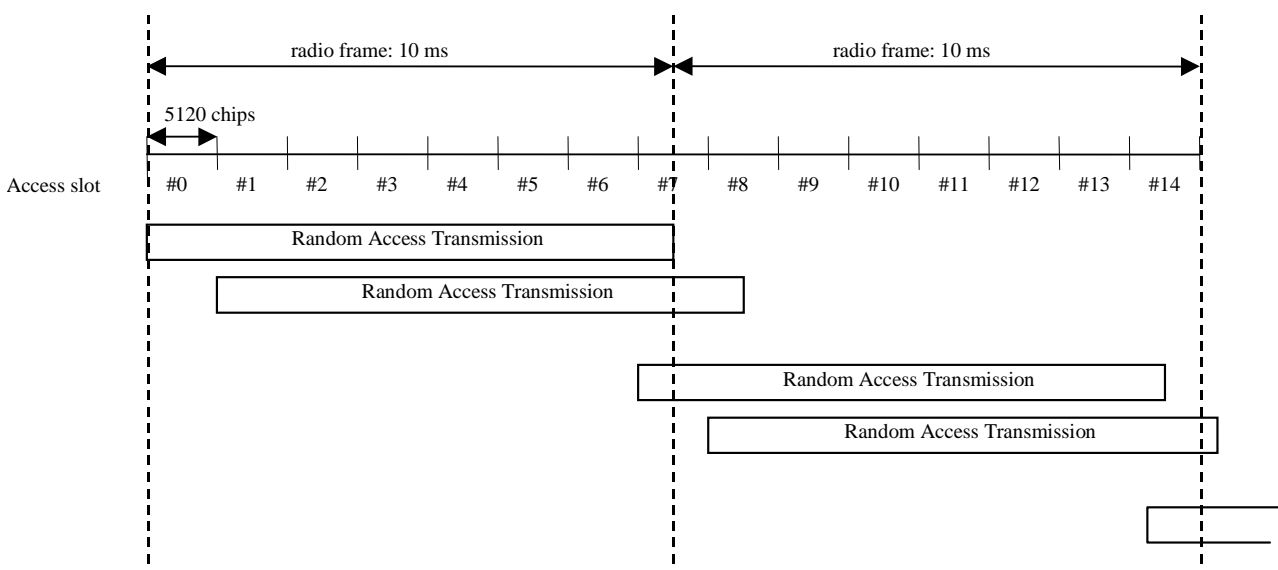 radio frame: 10 ms radio frame: 10 ms
5120 chips
Access slot #0 #1 #2 #3 #4 #5 #6 #7 #8 #9 #10 #11 #12 #13 #14
Random Access Transmission
Random Access Transmission
Random Access Transmission
Random Access Transmission